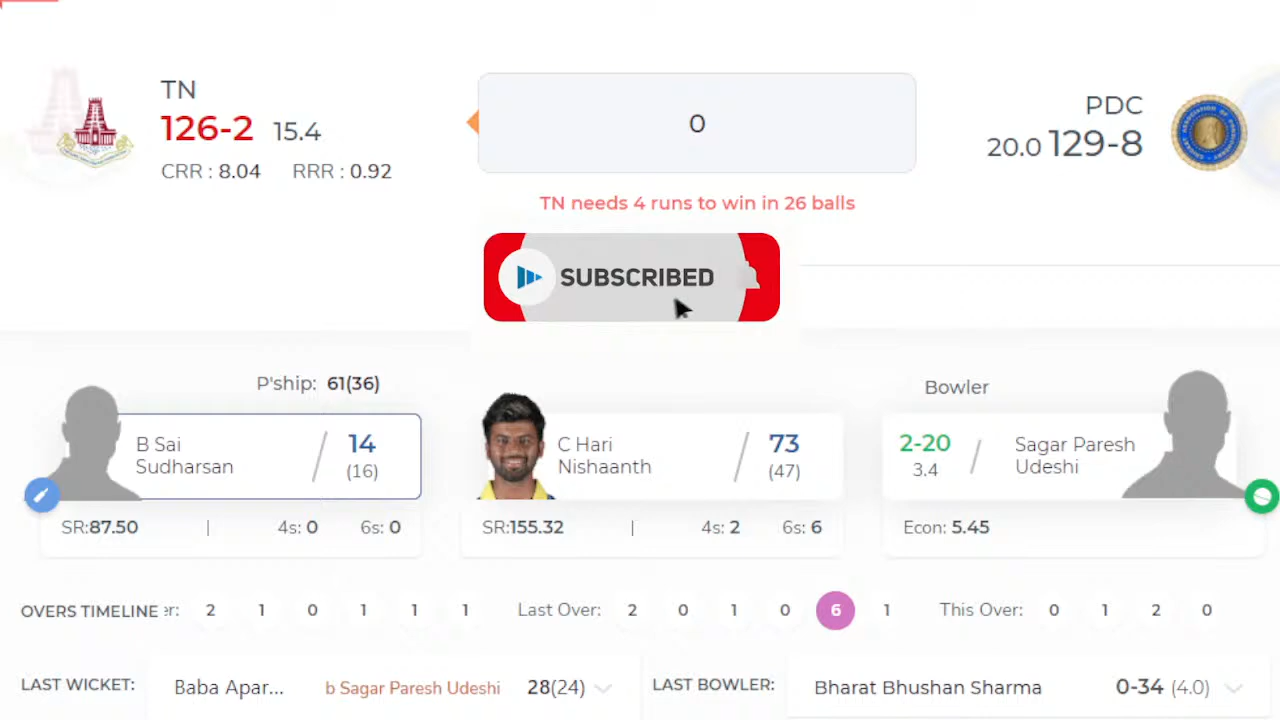 TN
126-2 15.4
CRR : 8.04 RRR : 0.92
0
PDC
20.0 129-8
TN needs 4 runs to win in 26 balls
SUBSCRIBED
P'ship: 61(36)
B Sai
Sudharsan
14
(16)
SR:87.50 | 4s: 0 6s: 0
C Hari
Nishaanth
73
(47)
SR:155.32 | 4s: 2 6s: 6
Bowler
2-20
3.4
Sagar Paresh
Udeshi
Econ: 5.45
OVERS TIMELINE er: 2 1 0 1 1 1 Last Over: 2 0 1 0 6 1 This Over: 0 1 2 0
LAST WICKET: Baba Apar... b Sagar Paresh Udeshi 28(24) LAST BOWLER: Bharat Bhushan Sharma 0-34 (4.0)